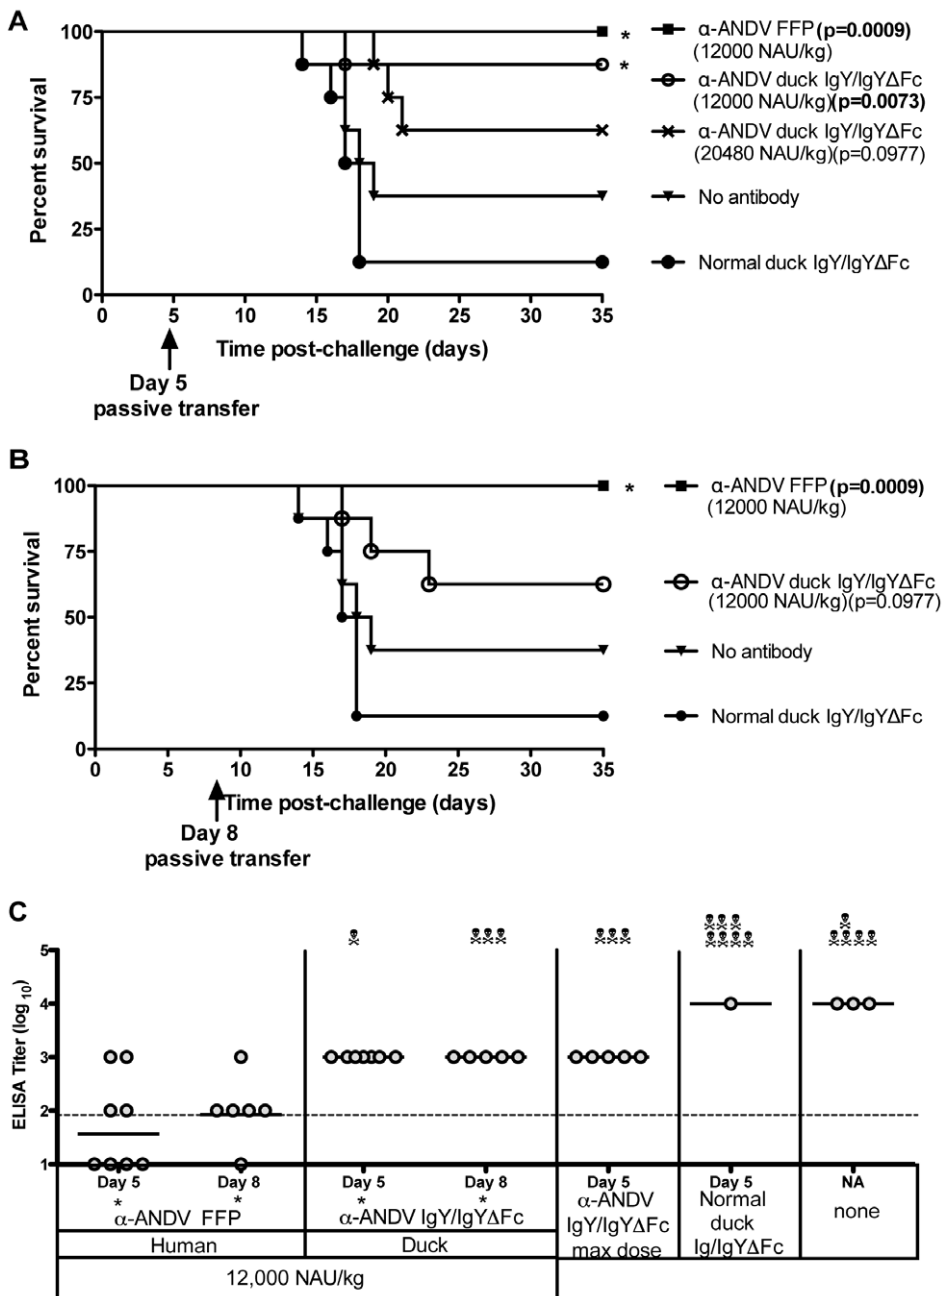 A
100
75
50
25
0
Percent survival
0 5 10 15 20 25 30 35
Time post-challenge (days)
Day 5
passive transfer
*
*
α-ANDV FFP (p=0.0009)
(12000 NAU/kg)
α-ANDV duck IgY/IgYΔFc
(12000 NAU/kg)(p=0.0073)
α-ANDV duck IgY/IgYΔFc
(20480 NAU/kg)(p=0.0977)
No antibody
Normal duck IgY/IgYΔFc
B
100
75
50
25
0
Percent survival
0 5 10 15 20 25 30 35
Time post-challenge (days)
Day 8
passive transfer
*
α-ANDV FFP (p=0.0009)
(12000 NAU/kg)
α-ANDV duck IgY/IgYΔFc
(12000 NAU/kg)(p=0.0977)
No antibody
Normal duck IgY/IgYΔFc
C
5
4
3
2
1
ELISA Titer (log 10)
Day 5 Day 8 Day 5 Day 8 Day 5 Day 5 NA
* * * *
α-ANDV FFP
α-ANDV IgY/IgYΔFc
α-ANDV
IgY/IgYΔFc
max dose
Normal
duck
Ig/IgYΔFc
none
Human
Duck
12,000 NAU/kg